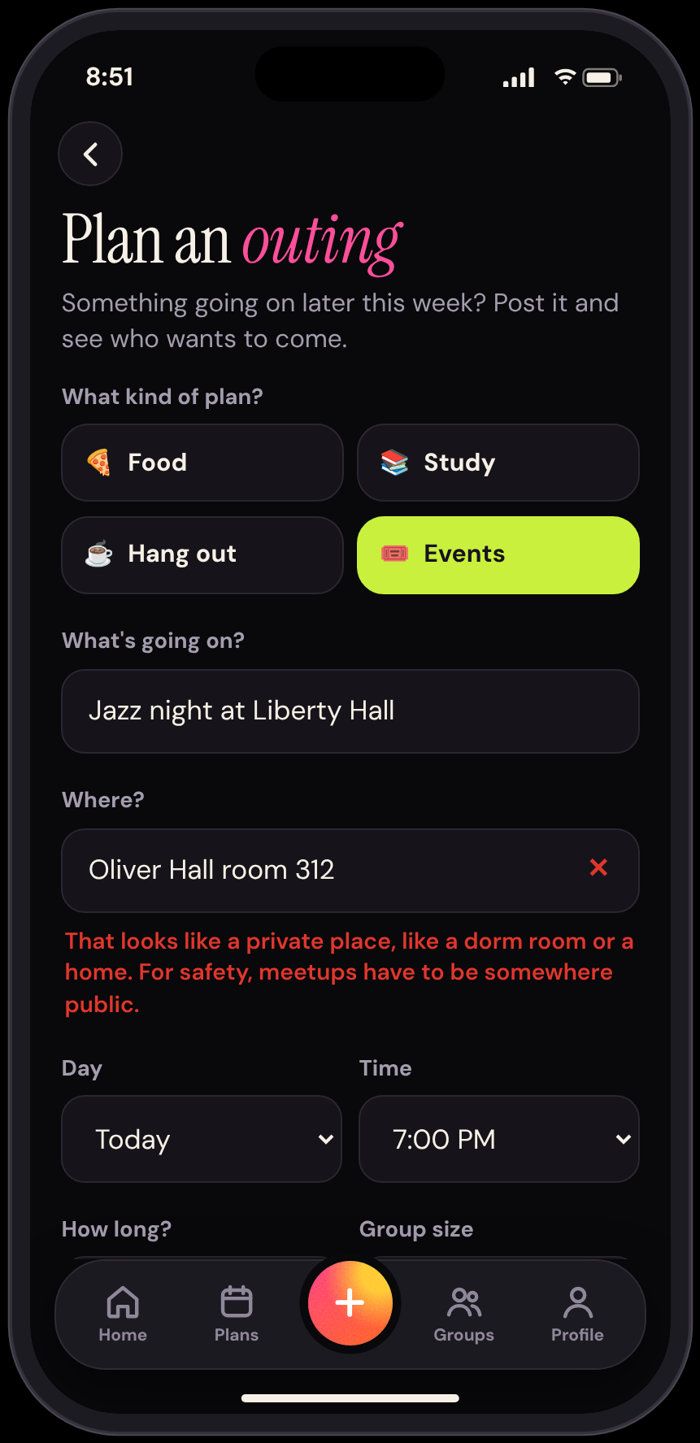 8:51
Plan an outing
Something going on later this week? Post it and
see who wants to come.
What kind of plan?
Food
Study
Hang out
Events
What's going on?
Jazz night at Liberty Hall
Where?
Oliver Hall room 312
That looks like a private place, like a dorm room or a
home. For safety, meetups have to be somewhere
public.
Day
Time
Today
7:00 PM
How long?
Group size
Home
Plans
Groups
Profile